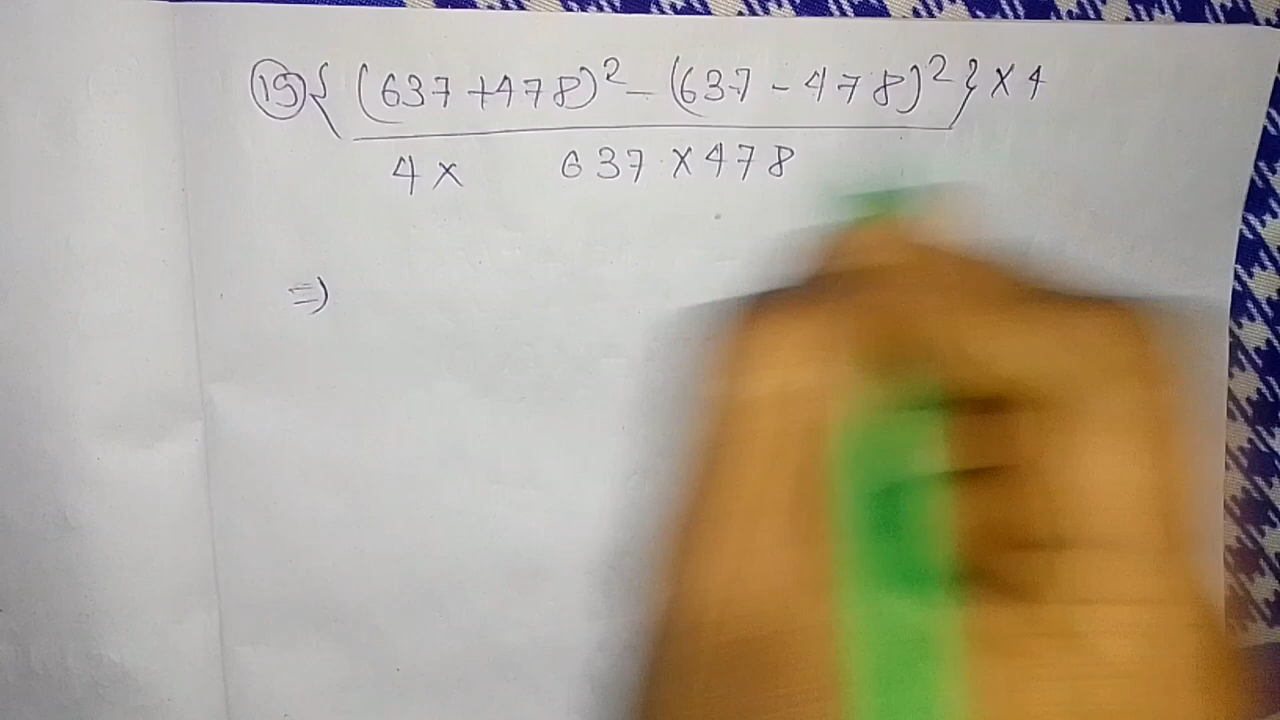 (15) { (637+478)² - (637-478)² } × 4
4 × 637 × 478
⇒